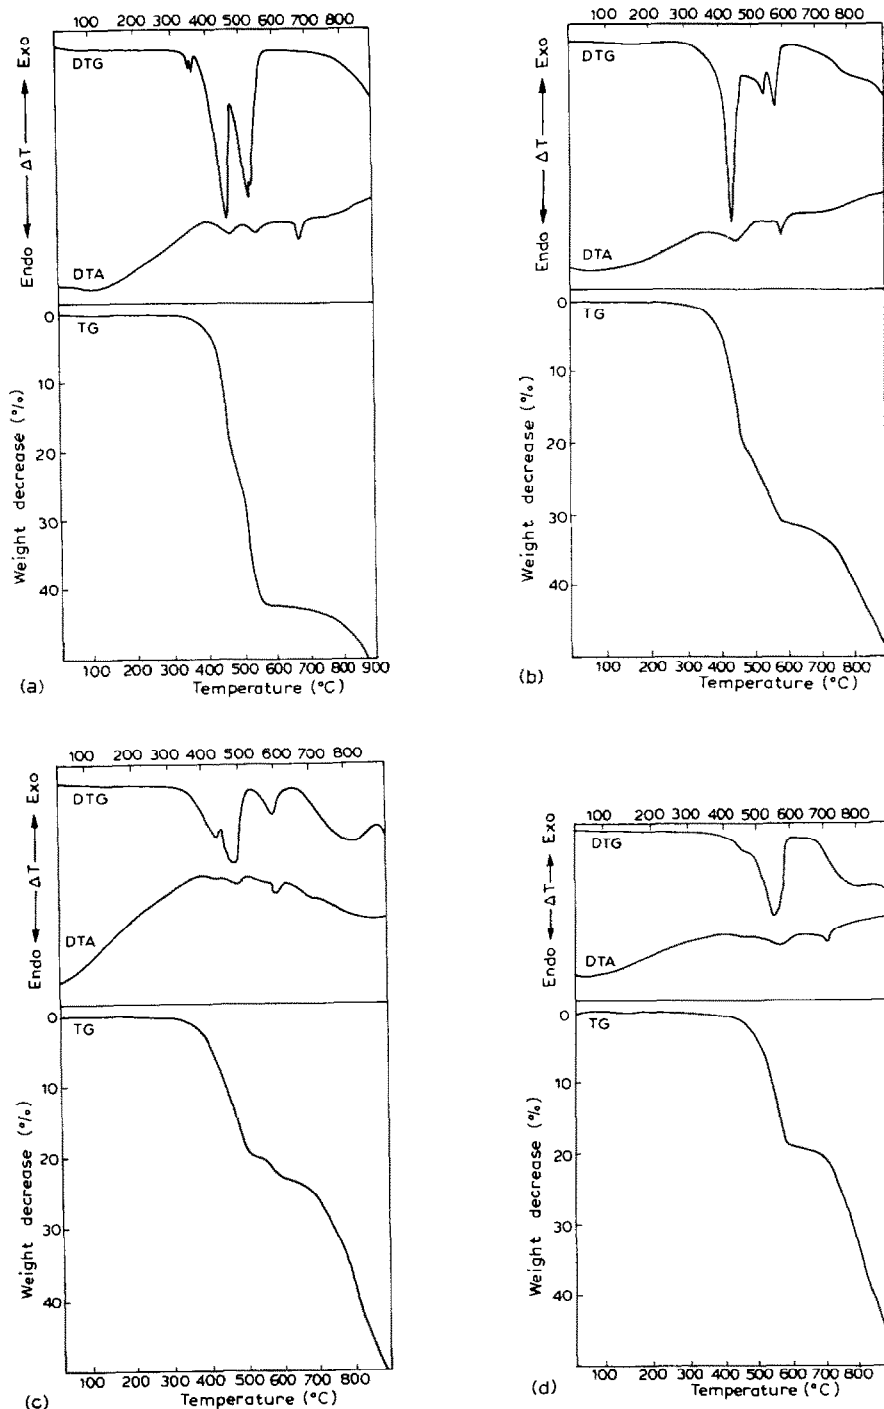 100 200 300 400 500 600 700 800
DTG
Endo ← ΔT → Exo
DTA
TG
0
10
20
30
40
Weight decrease (%)
100 200 300 400 500 600 700 800 900
Temperature (°C)
(a)
100 200 300 400 500 600 700 800
DTG
Endo ← ΔT → Exo
DTA
TG
0
10
20
30
40
Weight decrease (%)
100 200 300 400 500 600 700 800
Temperature (°C)
(b)
100 200 300 400 500 600 700 800
DTG
Endo ← ΔT → Exo
DTA
TG
0
10
20
30
40
Weight decrease (%)
100 200 300 400 500 600 700 800
Temperature (°C)
(c)
100 200 300 400 500 600 700 800
DTG
Endo ← ΔT → Exo
DTA
TG
0
10
20
30
40
Weight decrease (%)
100 200 300 400 500 600 700 800
Temperature (°C)
(d)